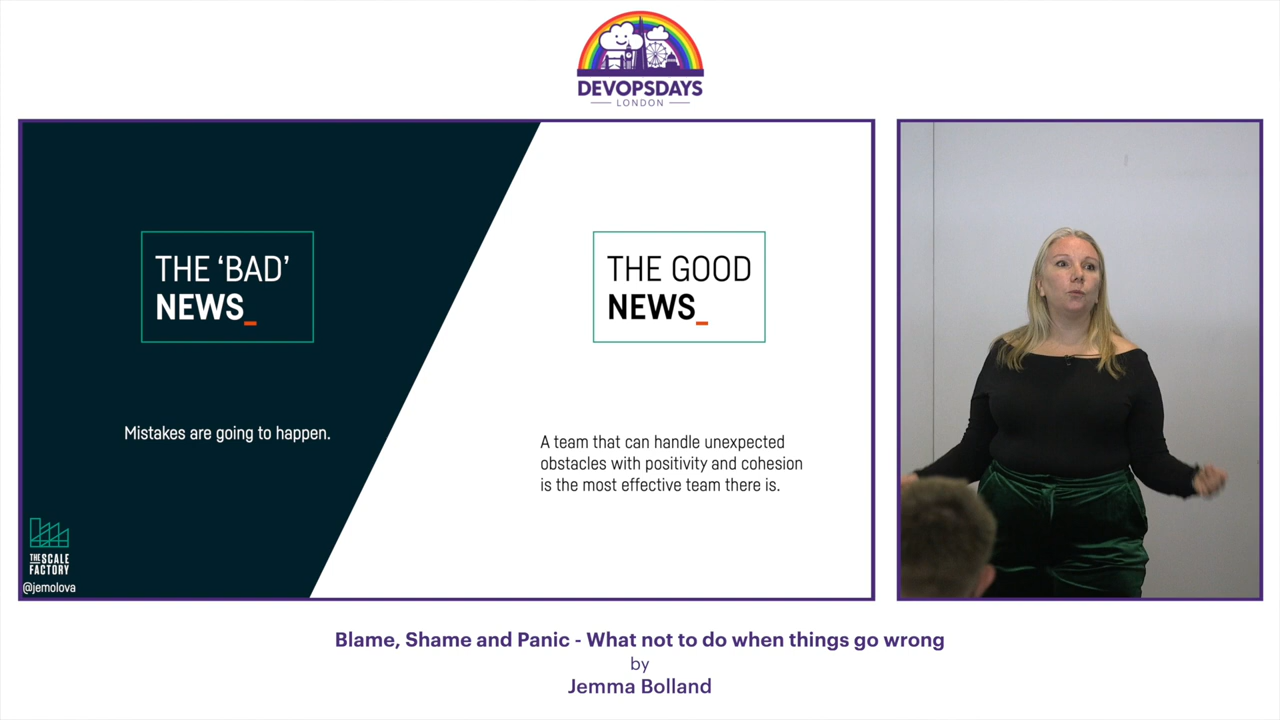 DEVOPSDAYS
LONDON
THE ‘BAD’
NEWS_
Mistakes are going to happen.
THE GOOD
NEWS_
A team that can handle unexpected
obstacles with positivity and cohesion
is the most effective team there is.
THE SCALE
FACTORY
@jemolova
Blame, Shame and Panic - What not to do when things go wrong
by
Jemma Bolland